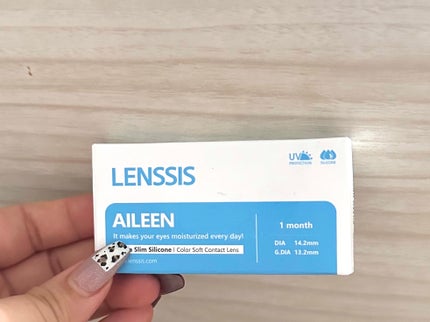 LENSSIS
UV
PROTECTION
SILICONE
AILEEN
It makes your eyes moisturized every day!
Slim Silicone | Color Soft Contact Lens
lenssis.com
1 month
DIA 14.2mm
G.DIA 13.2mm